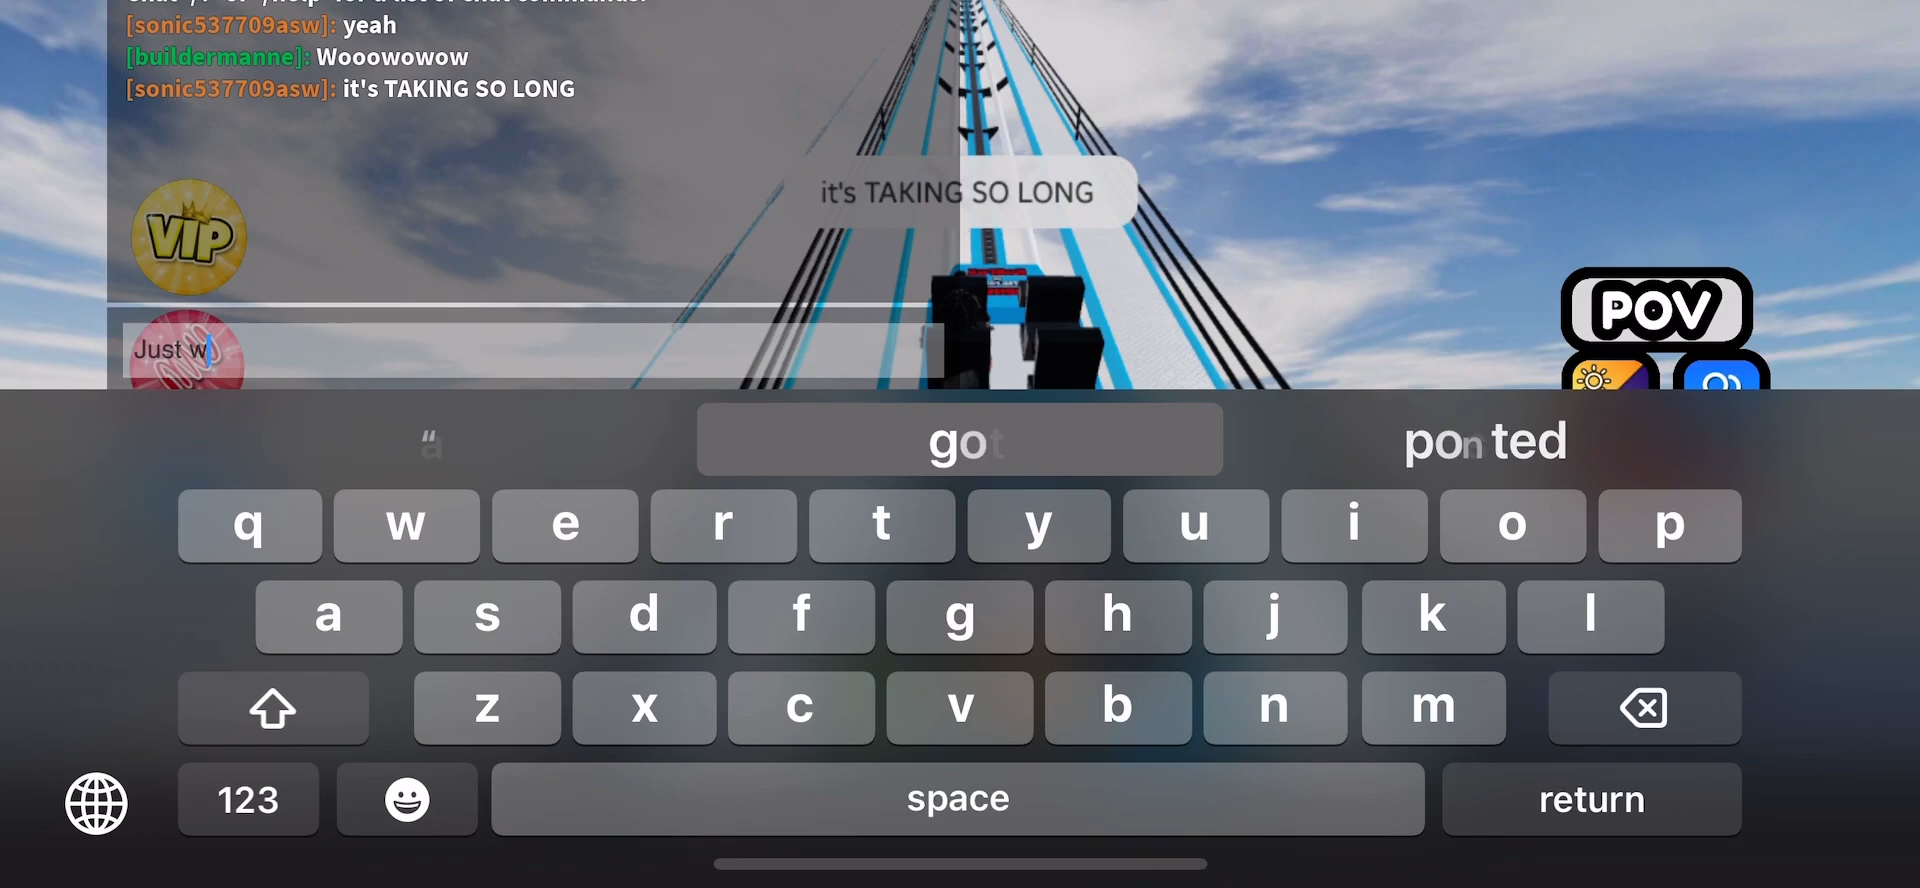 [sonic537709asw]: yeah
[buildermanne]: Wooowowow
[sonic537709asw]: it's TAKING SO LONG
it's TAKING SO LONG
VIP
POV
Just w
got
q w e r t y u i o p
a s d f g h j k l
z x c v b n m
123
space
return